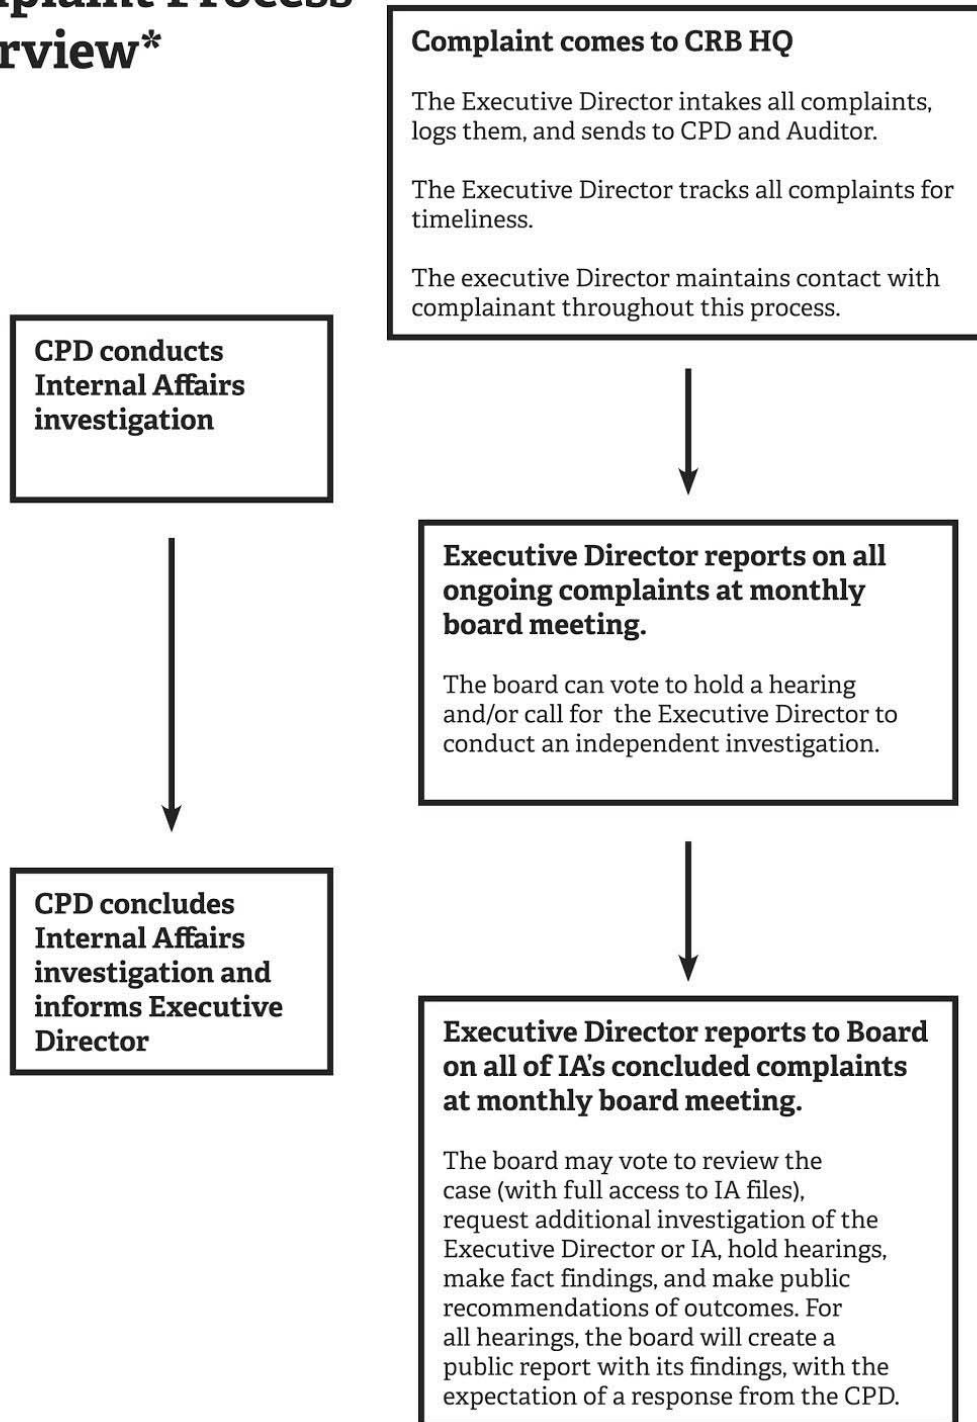 rview*
Complaint comes to CRB HQ
The Executive Director intakes all complaints,
logs them, and sends to CPD and Auditor.
The Executive Director tracks all complaints for
timeliness.
The executive Director maintains contact with
complainant throughout this process.
CPD conducts
Internal Affairs
investigation
Executive Director reports on all
ongoing complaints at monthly
board meeting.
The board can vote to hold a hearing
and/or call for the Executive Director to
conduct an independent investigation.
CPD concludes
Internal Affairs
investigation and
informs Executive
Director
Executive Director reports to Board
on all of IA's concluded complaints
at monthly board meeting.
The board may vote to review the
case (with full access to IA files),
request additional investigation of the
Executive Director or IA, hold hearings,
make fact findings, and make public
recommendations of outcomes. For
all hearings, the board will create a
public report with its findings, with the
expectation of a response from the CPD.